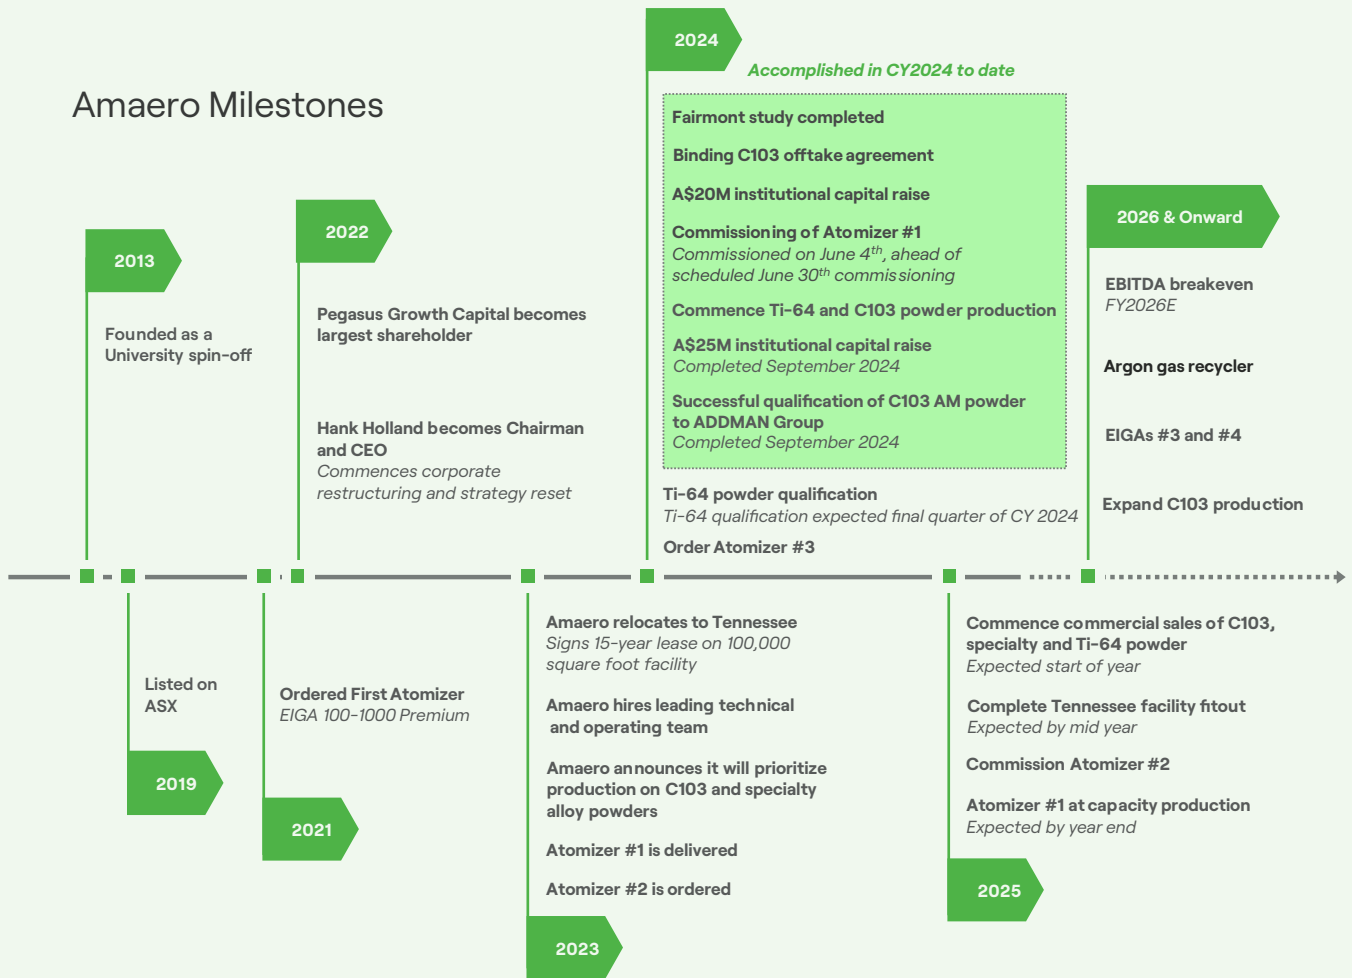 Amaero Milestones
2013
Founded as a
University spin-off
2019
Listed on
ASX
2021
Ordered First Atomizer
EIGA 100-1000 Premium
2022
Pegasus Growth Capital becomes
largest shareholder
Hank Holland becomes Chairman
and CEO
Commences corporate
restructuring and strategy reset
2023
Amaero relocates to Tennessee
Signs 15-year lease on 100,000
square foot facility
Amaero hires leading technical
and operating team
Amaero announces it will prioritize
production on C103 and specialty
alloy powders
Atomizer #1 is delivered
Atomizer #2 is ordered
2024
Accomplished in CY2024 to date
Fairmont study completed
Binding C103 offtake agreement
A$20M institutional capital raise
Commissioning of Atomizer #1
Commissioned on June 4th, ahead of
scheduled June 30th commissioning
Commence Ti-64 and C103 powder production
A$25M institutional capital raise
Completed September 2024
Successful qualification of C103 AM powder
to ADDMAN Group
Completed September 2024
Ti-64 powder qualification
Ti-64 qualification expected final quarter of CY 2024
Order Atomizer #3
2025
Commence commercial sales of C103,
specialty and Ti-64 powder
Expected start of year
Complete Tennessee facility fitout
Expected by mid year
Commission Atomizer #2
Atomizer #1 at capacity production
Expected by year end
2026 & Onward
EBITDA breakeven
FY2026E
Argon gas recycler
EIGAs #3 and #4
Expand C103 production